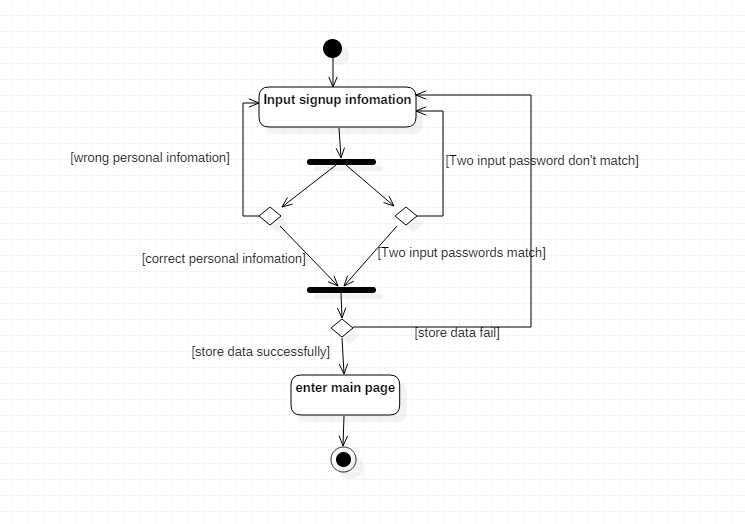 Input signup infomation
[wrong personal infomation]
[Two input password don't match]
[correct personal infomation]
[Two input passwords match]
[store data fail]
[store data successfully]
enter main page